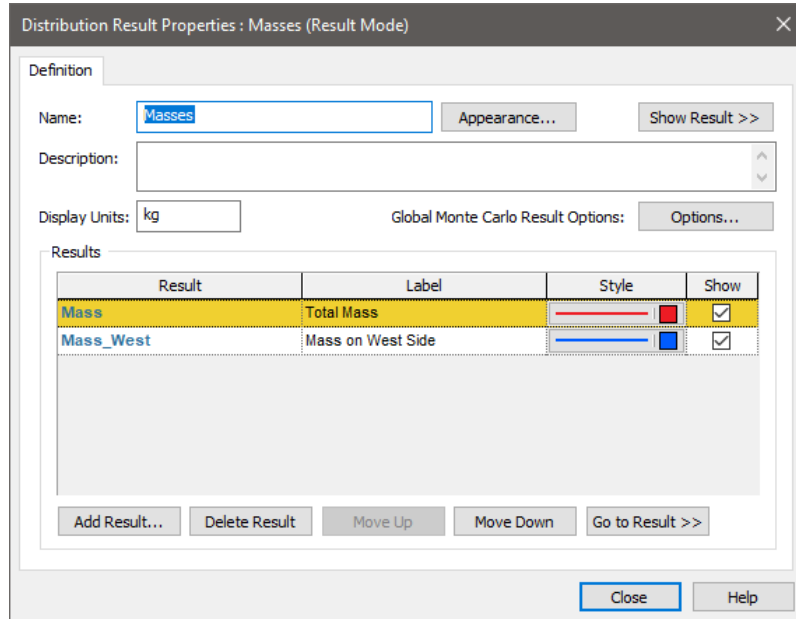 Distribution Result Properties : Masses (Result Mode)
Definition
Name: Masses Appearance... Show Result >>
Description:
Display Units: kg Global Monte Carlo Result Options: Options...
Results
Result Label Style Show
Mass Total Mass
Mass_West Mass on West Side
Add Result... Delete Result Move Up Move Down Go to Result >>
Close Help